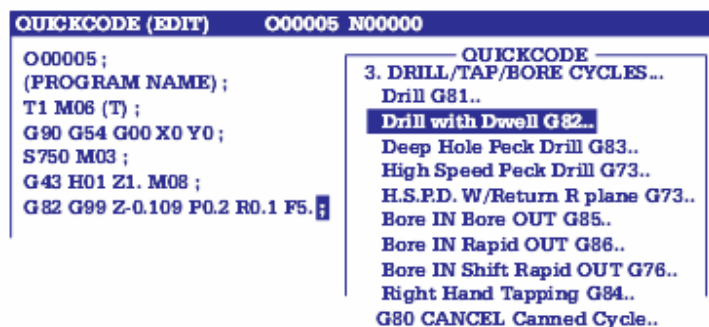 QUICKCODE (EDIT) O00005 N00000
O00005 ;
(PROGRAM NAME) ;
T1 M06 (T) ;
G90 G54 G00 X0 Y0 ;
S750 M03 ;
G43 H01 Z1. M08 ;
G82 G99 Z-0.109 P0.2 R0.1 F5. ;
QUICKCODE
3. DRILL/TAP/BORE CYCLES...
Drill G81..
Drill with Dwell G82..
Deep Hole Peck Drill G83..
High Speed Peck Drill G73..
H.S.P.D. W/Return R plane G73..
Bore IN Bore OUT G85..
Bore IN Rapid OUT G86..
Bore IN Shift Rapid OUT G76..
Right Hand Tapping G84..
G80 CANCEL Canned Cycle..